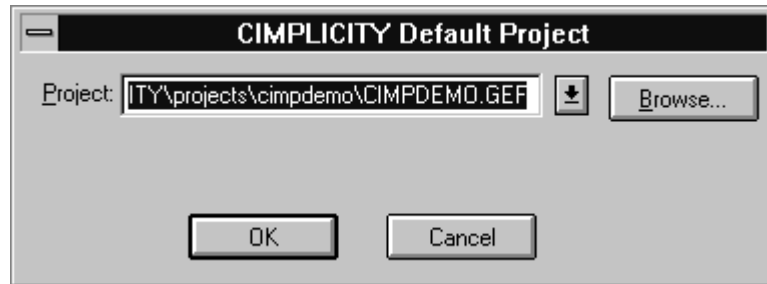 CIMPLICITY Default Project
Project: ITY\projects\cimpdemo\CIMPDEMO.GEF Browse...
OK Cancel